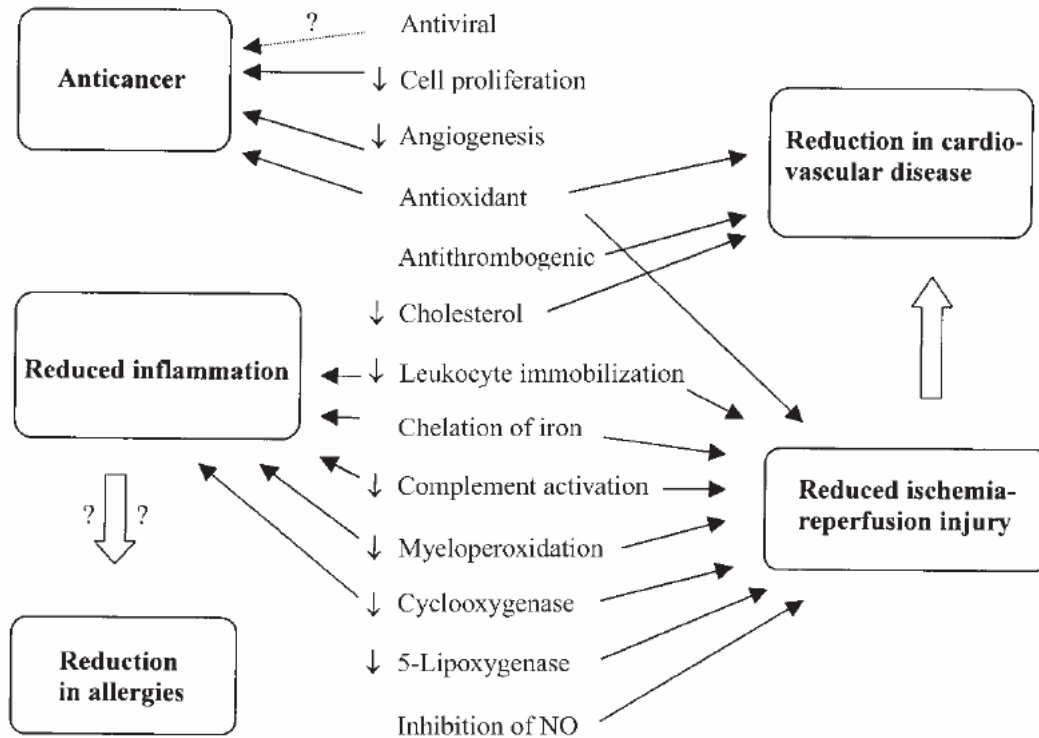 ?
Antiviral
Anticancer
↓ Cell proliferation
↓ Angiogenesis
Antioxidant
Reduction in cardio-
vascular disease
Antithrombogenic
↓ Cholesterol
Reduced inflammation
↓ Leukocyte immobilization
Chelation of iron
↓ Complement activation
Reduced ischemia-
reperfusion injury
? ?
↓ Myeloperoxidation
↓ Cyclooxygenase
↓ 5-Lipoxygenase
Reduction
in allergies
Inhibition of NO